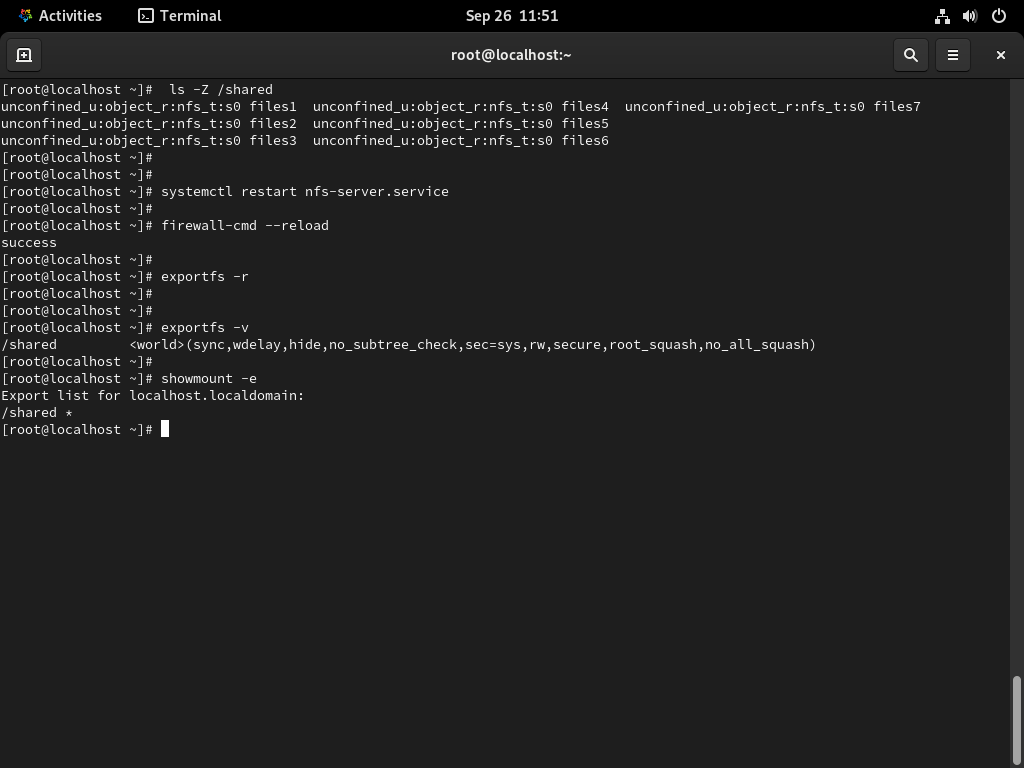 Activities Terminal Sep 26 11:51
root@localhost:~
[root@localhost ~]#  ls -Z /shared
unconfined_u:object_r:nfs_t:s0 files1  unconfined_u:object_r:nfs_t:s0 files4  unconfined_u:object_r:nfs_t:s0 files7
unconfined_u:object_r:nfs_t:s0 files2  unconfined_u:object_r:nfs_t:s0 files5
unconfined_u:object_r:nfs_t:s0 files3  unconfined_u:object_r:nfs_t:s0 files6
[root@localhost ~]#
[root@localhost ~]#
[root@localhost ~]# systemctl restart nfs-server.service
[root@localhost ~]#
[root@localhost ~]# firewall-cmd --reload
success
[root@localhost ~]#
[root@localhost ~]# exportfs -r
[root@localhost ~]#
[root@localhost ~]#
[root@localhost ~]# exportfs -v
/shared         <world>(sync,wdelay,hide,no_subtree_check,sec=sys,rw,secure,root_squash,no_all_squash)
[root@localhost ~]#
[root@localhost ~]# showmount -e
Export list for localhost.localdomain:
/shared *
[root@localhost ~]#